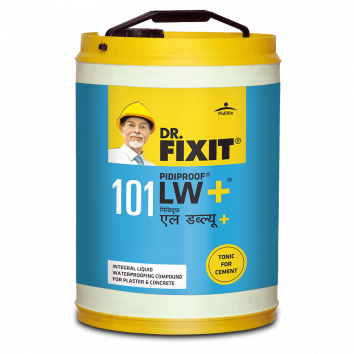 Pidilite
DR.
FIXIT®
PIDIPROOF®
101 LW+®
पिडिप्रूफ
एल डब्ल्यू +
INTEGRAL LIQUID
WATERPROOFING COMPOUND
FOR PLASTER & CONCRETE
TONIC
FOR
CEMENT